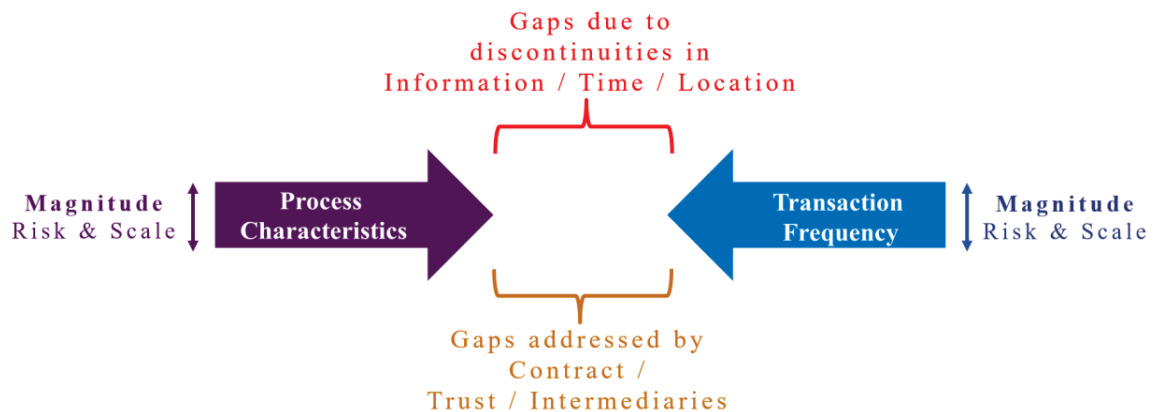 Gaps due to
discontinuities in
Information / Time / Location
Magnitude
Risk & Scale
Process
Characteristics
Transaction
Frequency
Magnitude
Risk & Scale
Gaps addressed by
Contract /
Trust / Intermediaries